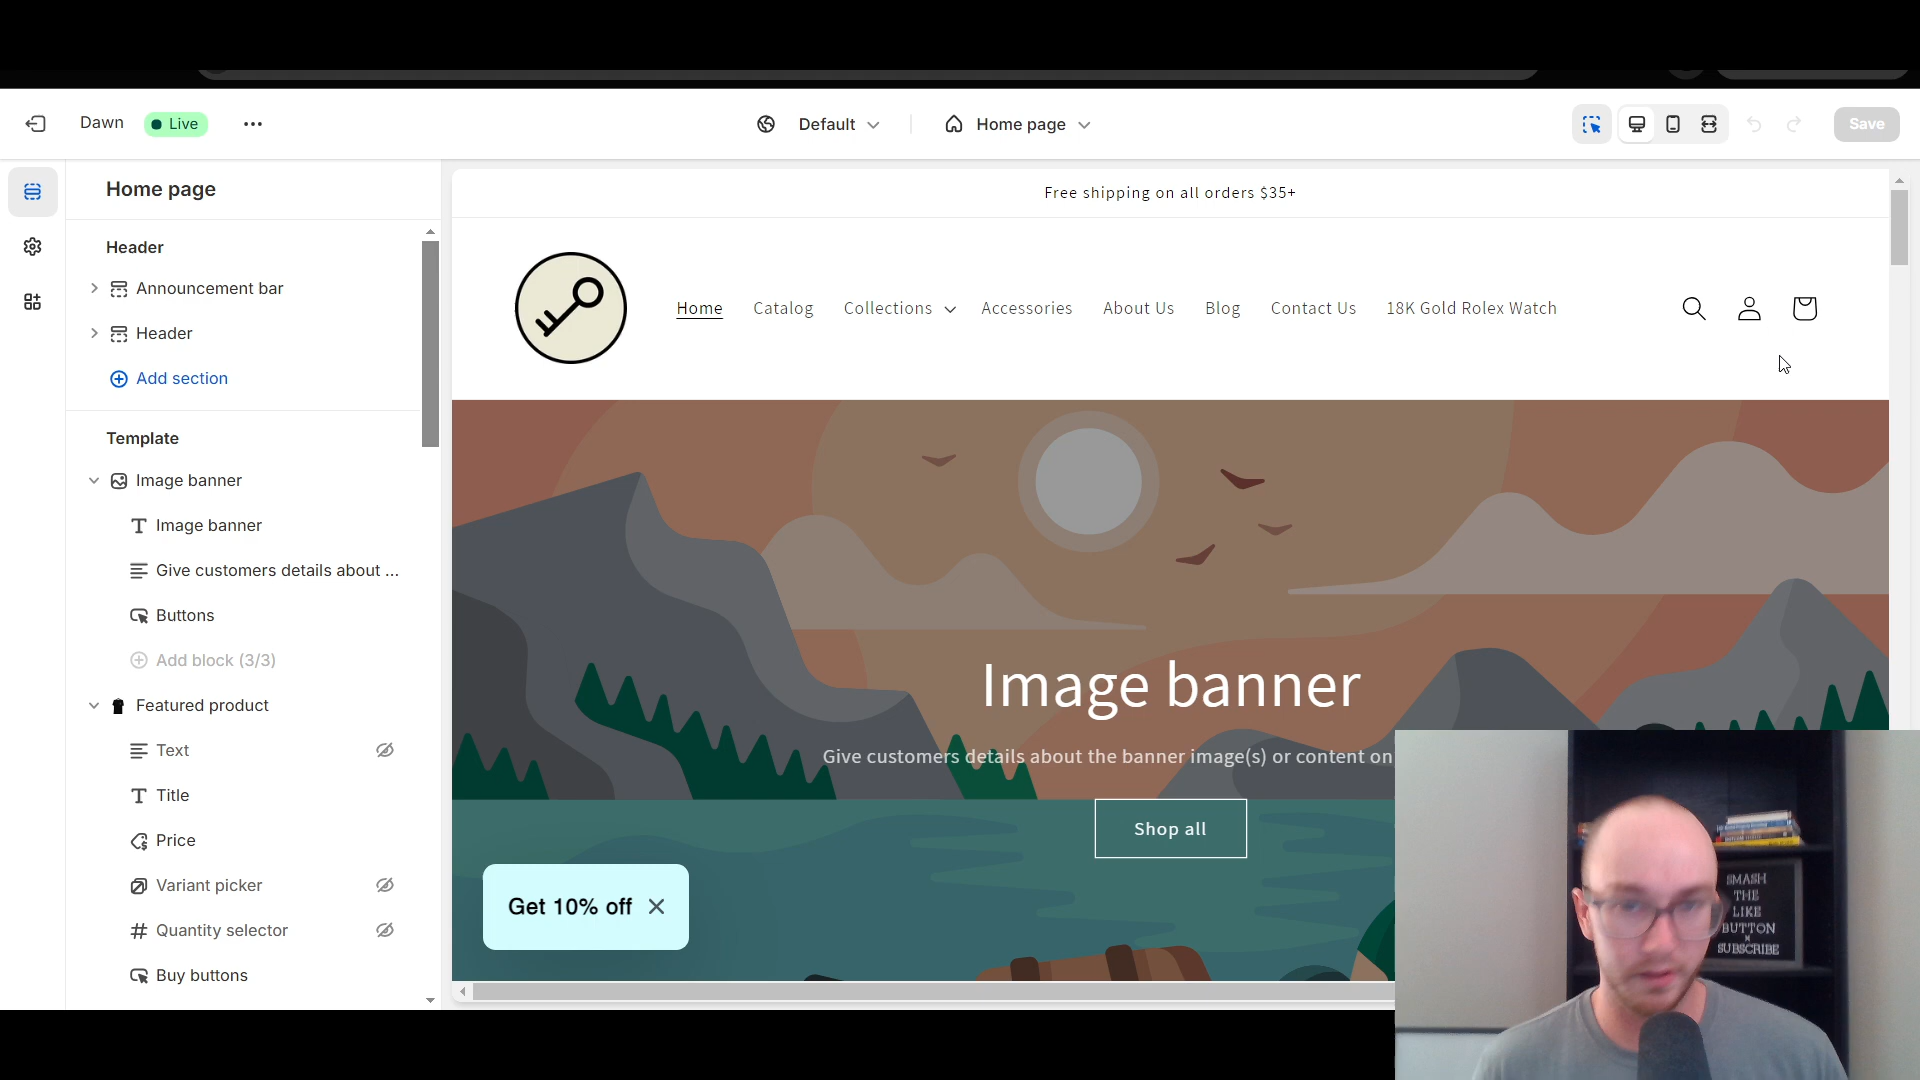 Dawn
Live
Default
Home page
Save
Home page
Header
Announcement bar
Header
Add section
Template
Image banner
Image banner
Give customers details about ...
Buttons
Add block (3/3)
Featured product
Text
Title
Price
Variant picker
Quantity selector
Buy buttons
Free shipping on all orders $35+
Home Catalog Collections Accessories About Us Blog Contact Us 18K Gold Rolex Watch
Image banner
Give customers details about the banner image(s) or content on
Shop all
Get 10% off
SMASH
THE
LIKE
BUTTON
×
SUBSCRIBE